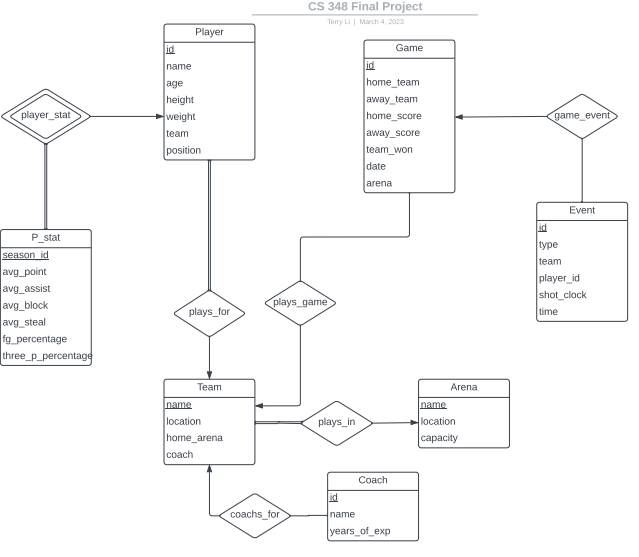 CS 348 Final Project
Terry Li | March 4, 2023
Player
id
name
age
height
weight
team
position
Game
id
home_team
away_team
home_score
away_score
team_won
date
arena
player_stat
game_event
P_stat
season_id
avg_point
avg_assist
avg_block
avg_steal
fg_percentage
three_p_percentage
Event
id
type
team
player_id
shot_clock
time
plays_for
plays_game
Team
name
location
home_arena
coach
plays_in
Arena
name
location
capacity
coachs_for
Coach
id
name
years_of_exp